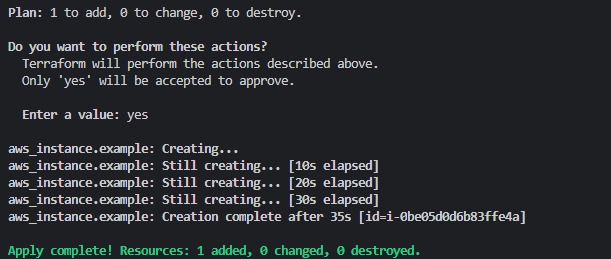 Plan: 1 to add, 0 to change, 0 to destroy.
Do you want to perform these actions?
Terraform will perform the actions described above.
Only 'yes' will be accepted to approve.
Enter a value: yes
aws_instance.example: Creating...
aws_instance.example: Still creating... [10s elapsed]
aws_instance.example: Still creating... [20s elapsed]
aws_instance.example: Still creating... [30s elapsed]
aws_instance.example: Creation complete after 35s [id=i-0be05d0d6b83ffe4a]
Apply complete! Resources: 1 added, 0 changed, 0 destroyed.